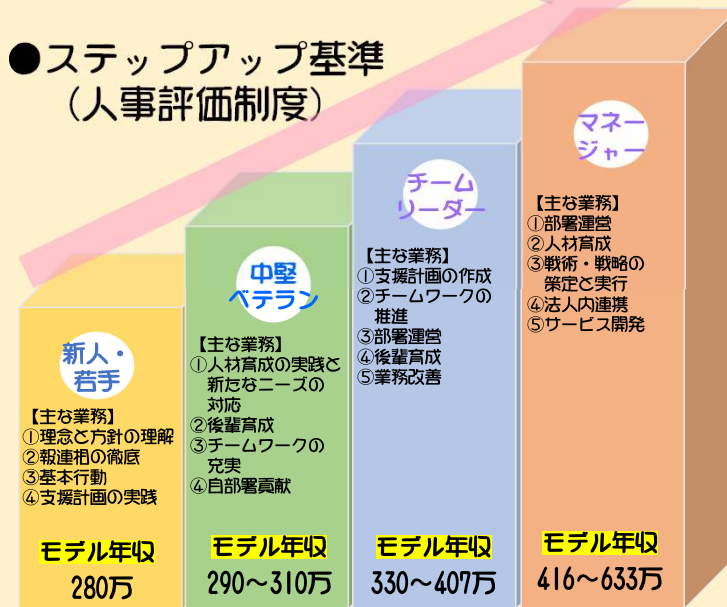 ●ステップアップ基準
（人事評価制度）
新人・
若手
【主な業務】
①理念と方針の理解
②報連相の徹底
③基本行動
④支援計画の実践
モデル年収
280万
中堅
ベテラン
【主な業務】
①人材育成の実践と
新たなニーズの
対応
②後輩育成
③チームワークの
充実
④自部署貢献
モデル年収
290～310万
チーム
リーダー
【主な業務】
①支援計画の作成
②チームワークの
推進
③部署運営
④後輩育成
⑤業務改善
モデル年収
330～407万
マネー
ジャー
【主な業務】
①部署運営
②人材育成
③戦術・戦略の
策定と実行
④法人内連携
⑤サービス開発
モデル年収
416～633万